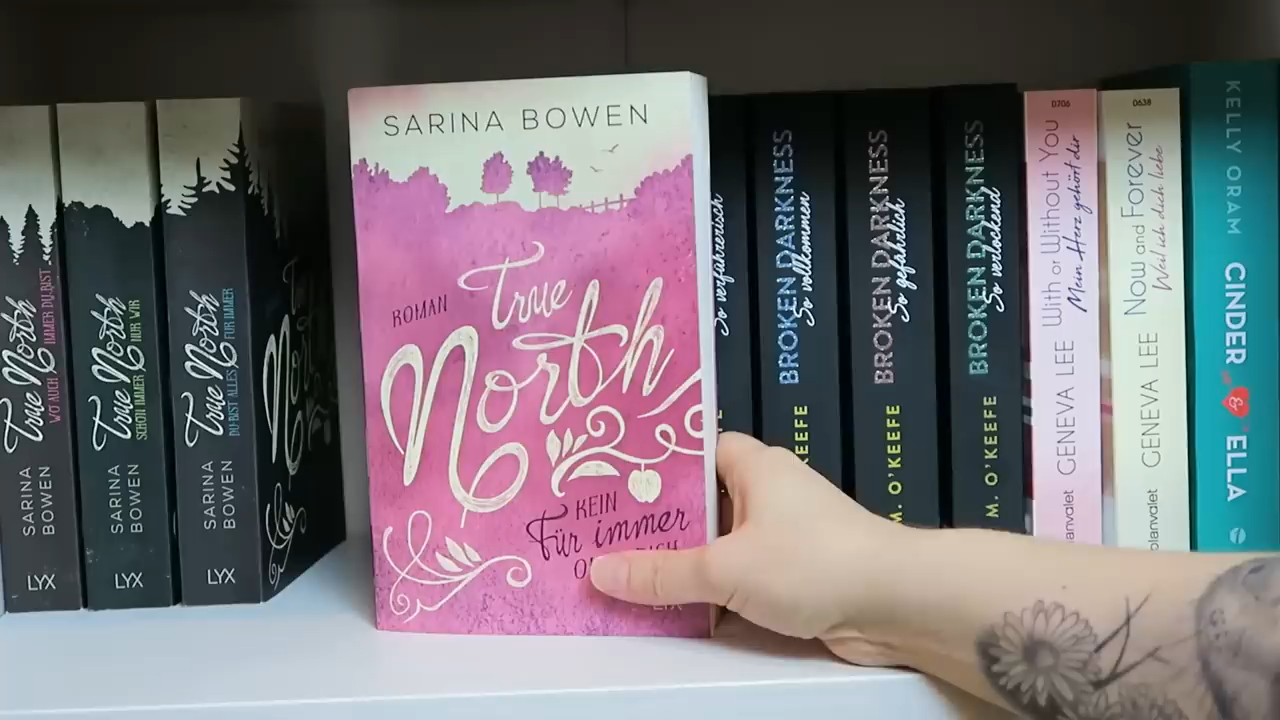 SARINA BOWEN
True North
WO AUCH IMMER DU BIST
LYX
SARINA BOWEN
True North
SCHON IMMER NUR WIR
LYX
SARINA BOWEN
True North
DU BIST ALLES FÜR IMMER
LYX
SARINA BOWEN
ROMAN
True
North
KEIN
Für immer
LYX
So verführerisch
BROKEN DARKNESS
So vollkommen
BROKEN DARKNESS
So gefährlich
M. O'KEEFE
BROKEN DARKNESS
So verlockend
M. O'KEEFE
0706
With or Without You
Mein Herz gehört dir
GENEVA LEE
blanvalet
0638
Now and Forever
Weil ich dich liebe
GENEVA LEE
blanvalet
KELLY ORAM
CINDER & ELLA